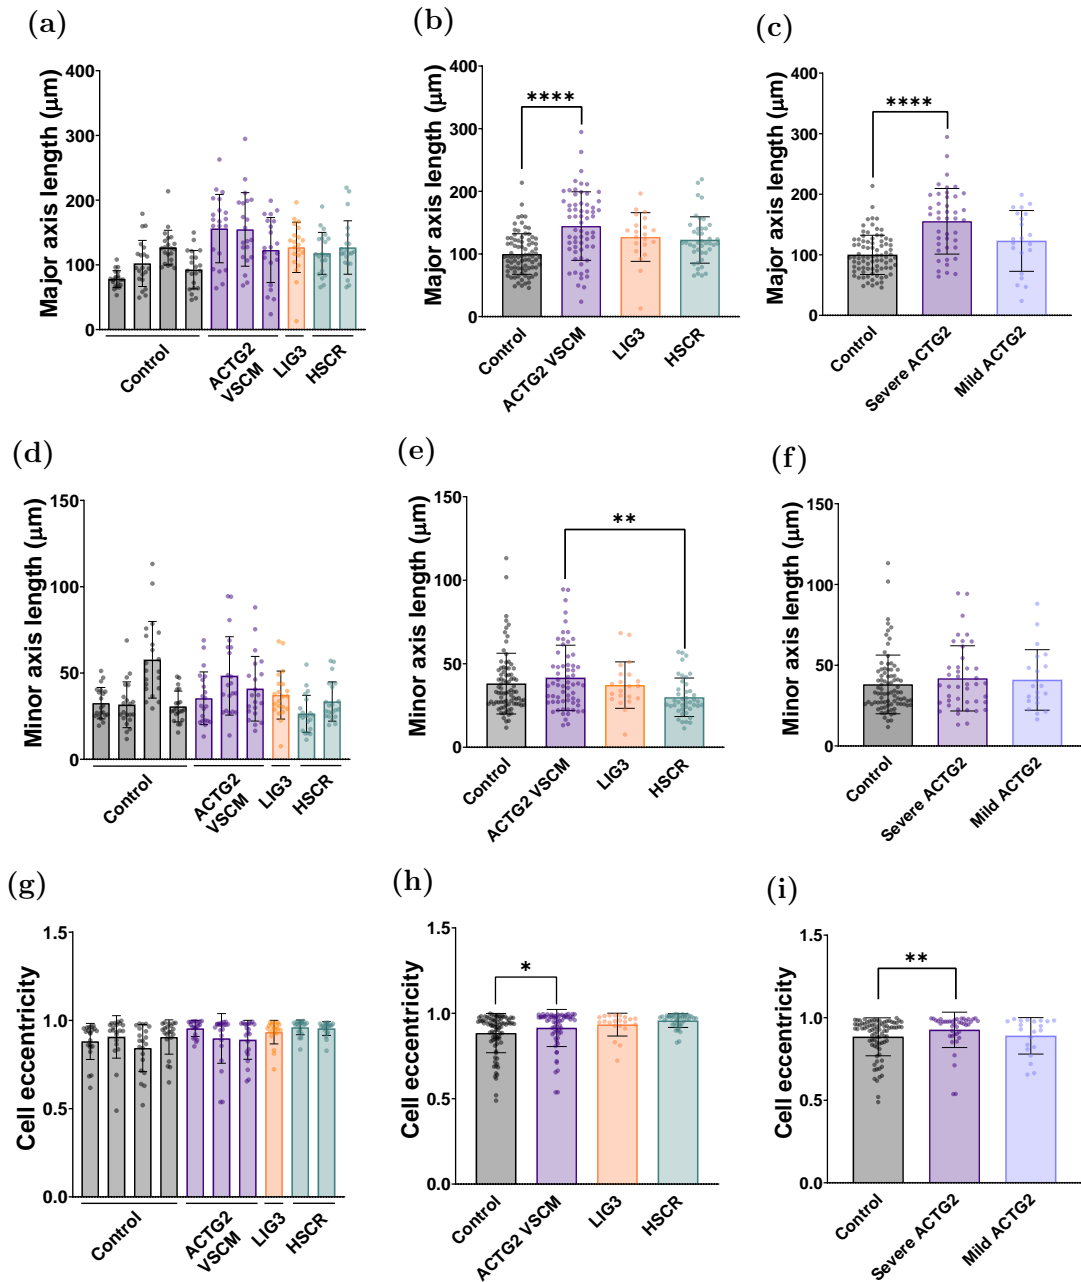 (a)
Major axis length (μm)
400
300
200
100
0
Control
ACTG2
VSCM
LIG3
HSCR
(b)
Major axis length (μm)
400
300
200
100
0
****
Control
ACTG2 VSCM
LIG3
HSCR
(c)
Major axis length (μm)
400
300
200
100
0
****
Control
Severe ACTG2
Mild ACTG2
(d)
Minor axis length (μm)
150
100
50
0
Control
ACTG2
VSCM
LIG3
HSCR
(e)
Minor axis length (μm)
150
100
50
0
**
Control
ACTG2 VSCM
LIG3
HSCR
(f)
Minor axis length (μm)
150
100
50
0
Control
Severe ACTG2
Mild ACTG2
(g)
Cell eccentricity
1.5
1.0
0.5
0.0
Control
ACTG2
VSCM
LIG3
HSCR
(h)
Cell eccentricity
1.5
1.0
0.5
0.0
*
Control
ACTG2 VSCM
LIG3
HSCR
(i)
Cell eccentricity
1.5
1.0
0.5
0.0
**
Control
Severe ACTG2
Mild ACTG2